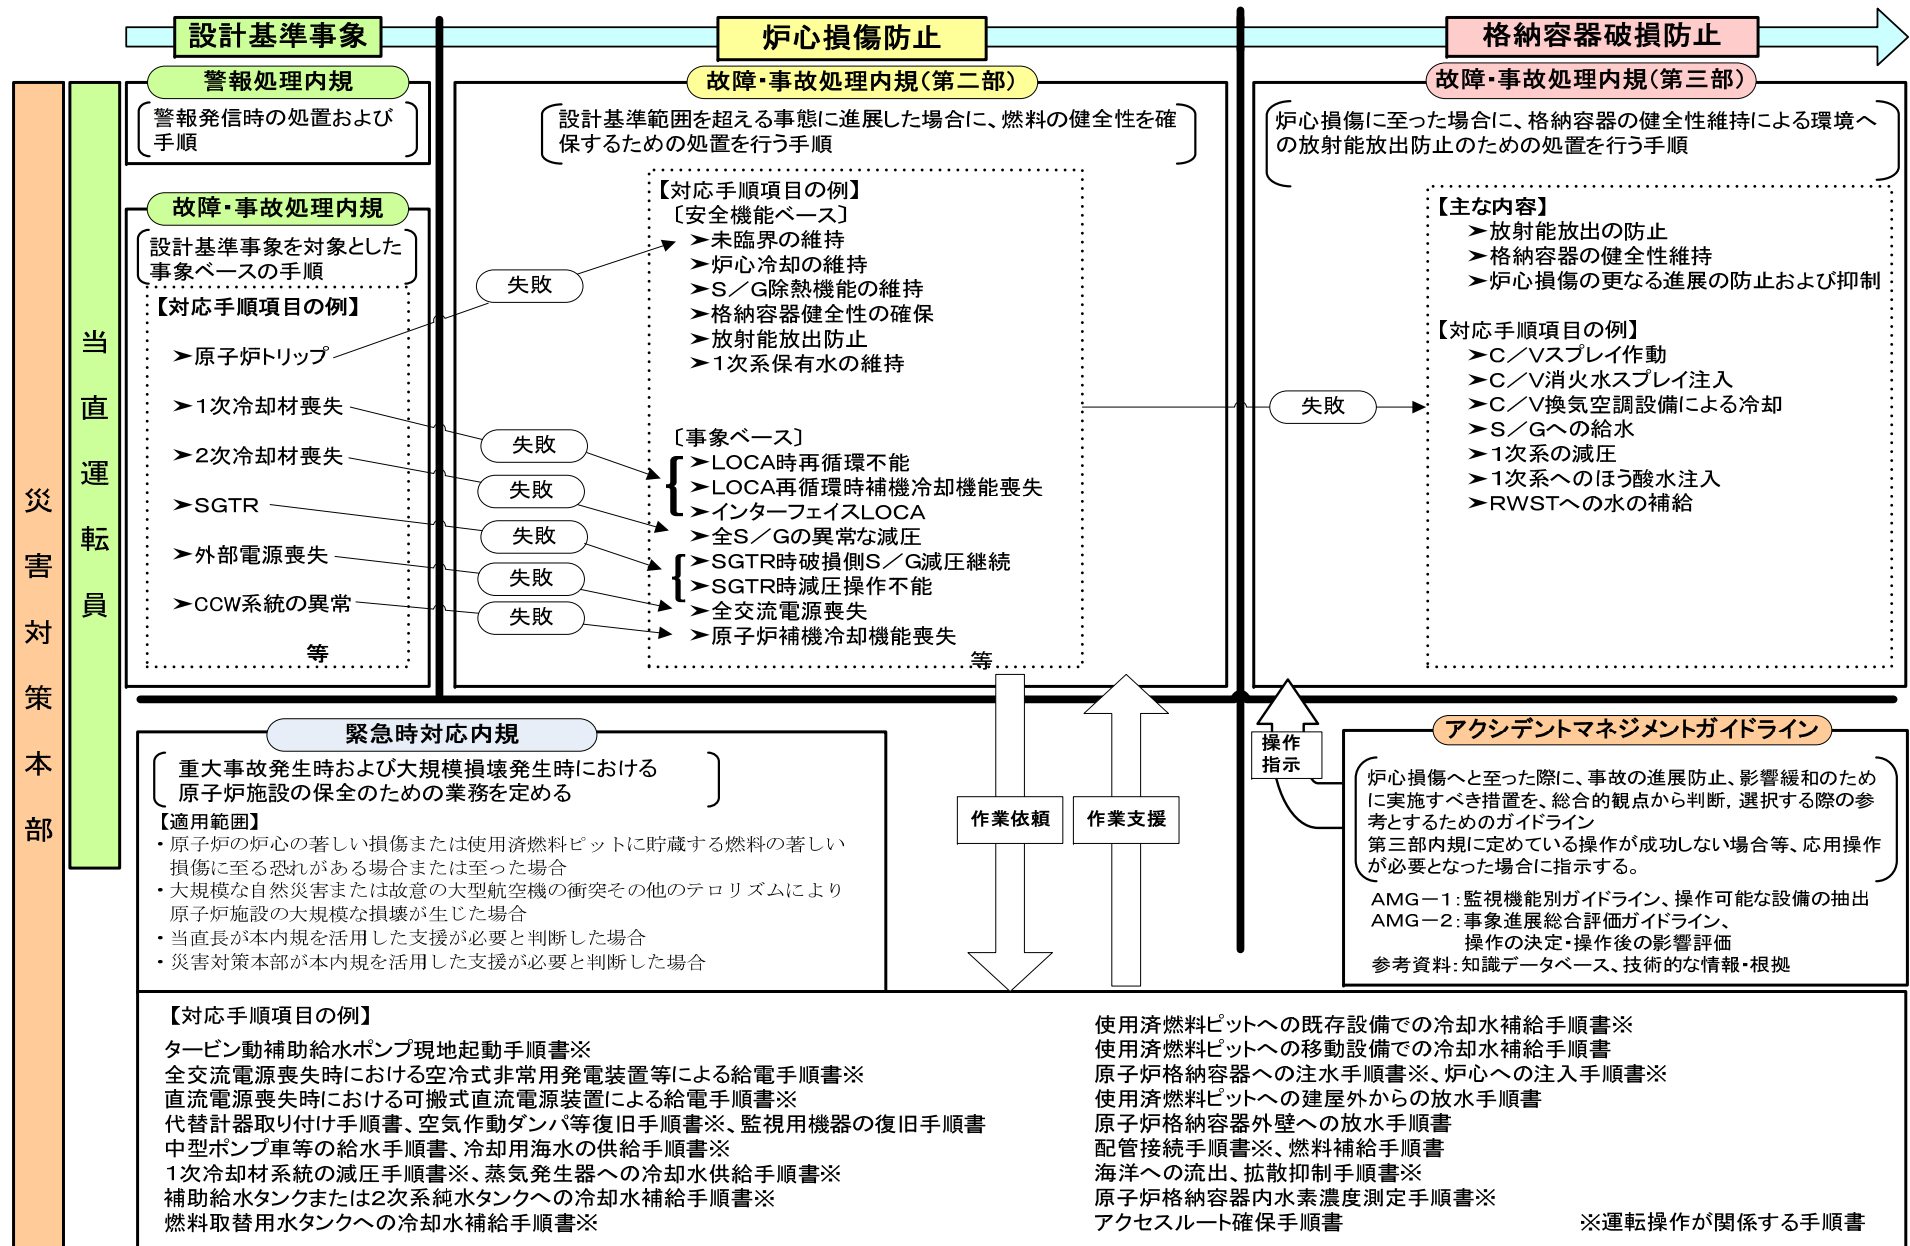 設計基準事象
炉心損傷防止
格納容器破損防止
災害対策本部
当直運転員
警報処理内規
警報発信時の処置および
手順
故障・事故処理内規
設計基準事象を対象とした
事象ベースの手順
【対応手順項目の例】
➤原子炉トリップ
➤1次冷却材喪失
➤2次冷却材喪失
➤SGTR
➤外部電源喪失
➤CCW系統の異常
等
失敗
失敗
失敗
失敗
失敗
失敗
故障・事故処理内規(第二部)
設計基準範囲を超える事態に進展した場合に、燃料の健全性を確
保するための処置を行う手順
【対応手順項目の例】
〔安全機能ベース〕
➤未臨界の維持
➤炉心冷却の維持
➤S/G除熱機能の維持
➤格納容器健全性の確保
➤放射能放出防止
➤1次系保有水の維持
〔事象ベース〕
➤LOCA時再循環不能
➤LOCA再循環時補機冷却機能喪失
➤インターフェイスLOCA
➤全S/Gの異常な減圧
➤SGTR時破損側S/G減圧継続
➤SGTR時減圧操作不能
➤全交流電源喪失
➤原子炉補機冷却機能喪失
等
失敗
故障・事故処理内規(第三部)
炉心損傷に至った場合に、格納容器の健全性維持による環境へ
の放射能放出防止のための処置を行う手順
【主な内容】
➤放射能放出の防止
➤格納容器の健全性維持
➤炉心損傷の更なる進展の防止および抑制
【対応手順項目の例】
➤C/Vスプレイ作動
➤C/V消火水スプレイ注入
➤C/V換気空調設備による冷却
➤S/Gへの給水
➤1次系の減圧
➤1次系へのほう酸水注入
➤RWSTへの水の補給
緊急時対応内規
重大事故発生時および大規模損壊発生時における
原子炉施設の保全のための業務を定める
【適用範囲】
・原子炉の炉心の著しい損傷または使用済燃料ピットに貯蔵する燃料の著しい
損傷に至る恐れがある場合または至った場合
・大規模な自然災害または故意の大型航空機の衝突その他のテロリズムにより
原子炉施設の大規模な損壊が生じた場合
・当直長が本内規を活用した支援が必要と判断した場合
・災害対策本部が本内規を活用した支援が必要と判断した場合
作業依頼
作業支援
操作
指示
アクシデントマネジメントガイドライン
炉心損傷へと至った際に、事故の進展防止、影響緩和のため
に実施すべき措置を、総合的観点から判断，選択する際の参
考とするためのガイドライン
第三部内規に定めている操作が成功しない場合等、応用操作
が必要となった場合に指示する。
AMG－1：監視機能別ガイドライン、操作可能な設備の抽出
AMG－2：事象進展総合評価ガイドライン、
操作の決定・操作後の影響評価
参考資料：知識データベース、技術的な情報・根拠
【対応手順項目の例】
タービン動補助給水ポンプ現地起動手順書※
全交流電源喪失時における空冷式非常用発電装置等による給電手順書※
直流電源喪失時における可搬式直流電源装置による給電手順書※
代替計器取り付け手順書、空気作動ダンパ等復旧手順書※、監視用機器の復旧手順書
中型ポンプ車等の給水手順書、冷却用海水の供給手順書※
1次冷却材系統の減圧手順書※、蒸気発生器への冷却水供給手順書※
補助給水タンクまたは2次系純水タンクへの冷却水補給手順書※
燃料取替用水タンクへの冷却水補給手順書※
使用済燃料ピットへの既存設備での冷却水補給手順書※
使用済燃料ピットへの移動設備での冷却水補給手順書
原子炉格納容器への注水手順書※、炉心への注入手順書※
使用済燃料ピットへの建屋外からの放水手順書
原子炉格納容器外壁への放水手順書
配管接続手順書※、燃料補給手順書
海洋への流出、拡散抑制手順書※
原子炉格納容器内水素濃度測定手順書※
アクセスルート確保手順書
※運転操作が関係する手順書